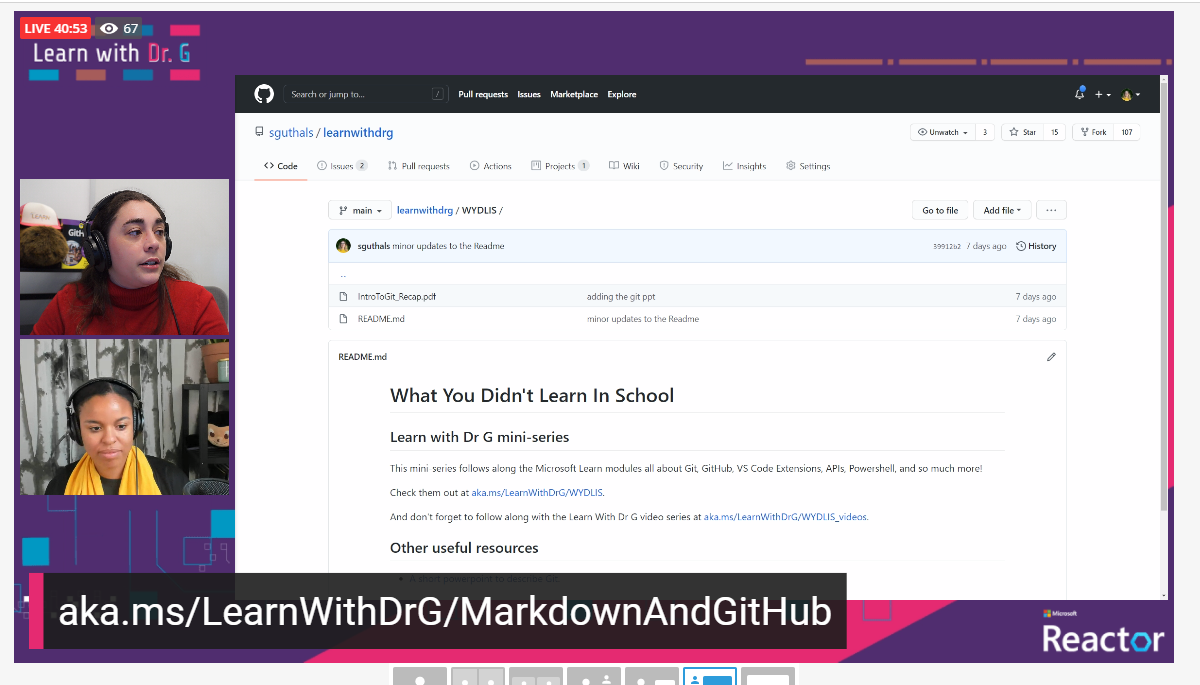 LIVE 40:53 67
Learn with Dr. G
Search or jump to... /
Pull requests Issues Marketplace Explore
sguthals / learnwithdrg
Unwatch 3 Star 15 Fork 107
Code Issues 2 Pull requests Actions Projects 1 Wiki Security Insights Settings
main learnwithdrg / WYDLIS / Go to file Add file ...
sguthals minor updates to the Readme 39912b2 7 days ago History
..
IntroToGit_Recap.pdf adding the git ppt 7 days ago
README.md minor updates to the Readme 7 days ago
README.md
What You Didn't Learn In School
Learn with Dr G mini-series
This mini series follows along the Microsoft Learn modules all about Git, GitHub, VS Code Extensions, APIs, Powershell, and so much more!
Check them out at aka.ms/LearnWithDrG/WYDLIS.
And don't forget to follow along with the Learn With Dr G video series at aka.ms/LearnWithDrG/WYDLIS_videos.
Other useful resources
A short powerpoint to describe Git.
aka.ms/LearnWithDrG/MarkdownAndGitHub
Microsoft
Reactor